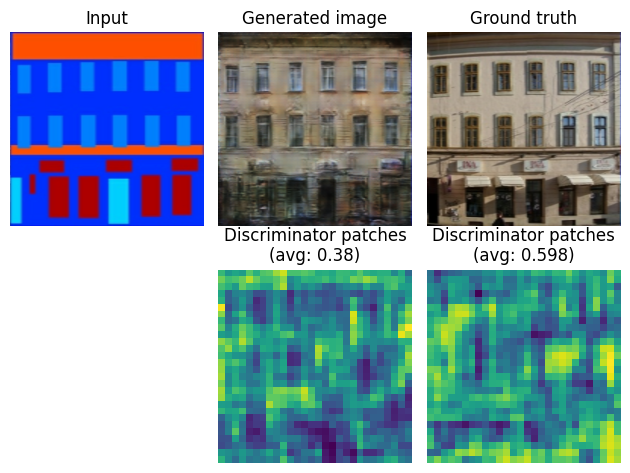 Input
Generated image
Ground truth
Discriminator patches
(avg: 0.38)
Discriminator patches
(avg: 0.598)